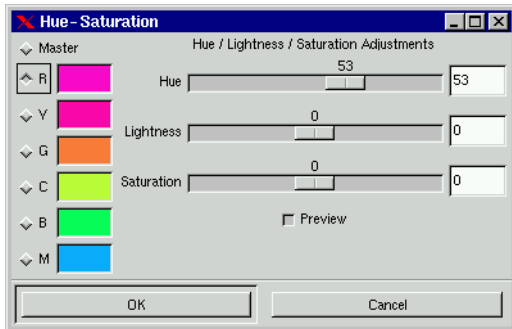 Hue-Saturation
Master
Hue / Lightness / Saturation Adjustments
R
Hue
53
53
Y
Lightness
0
0
G
C
Saturation
0
0
B
Preview
M
OK
Cancel